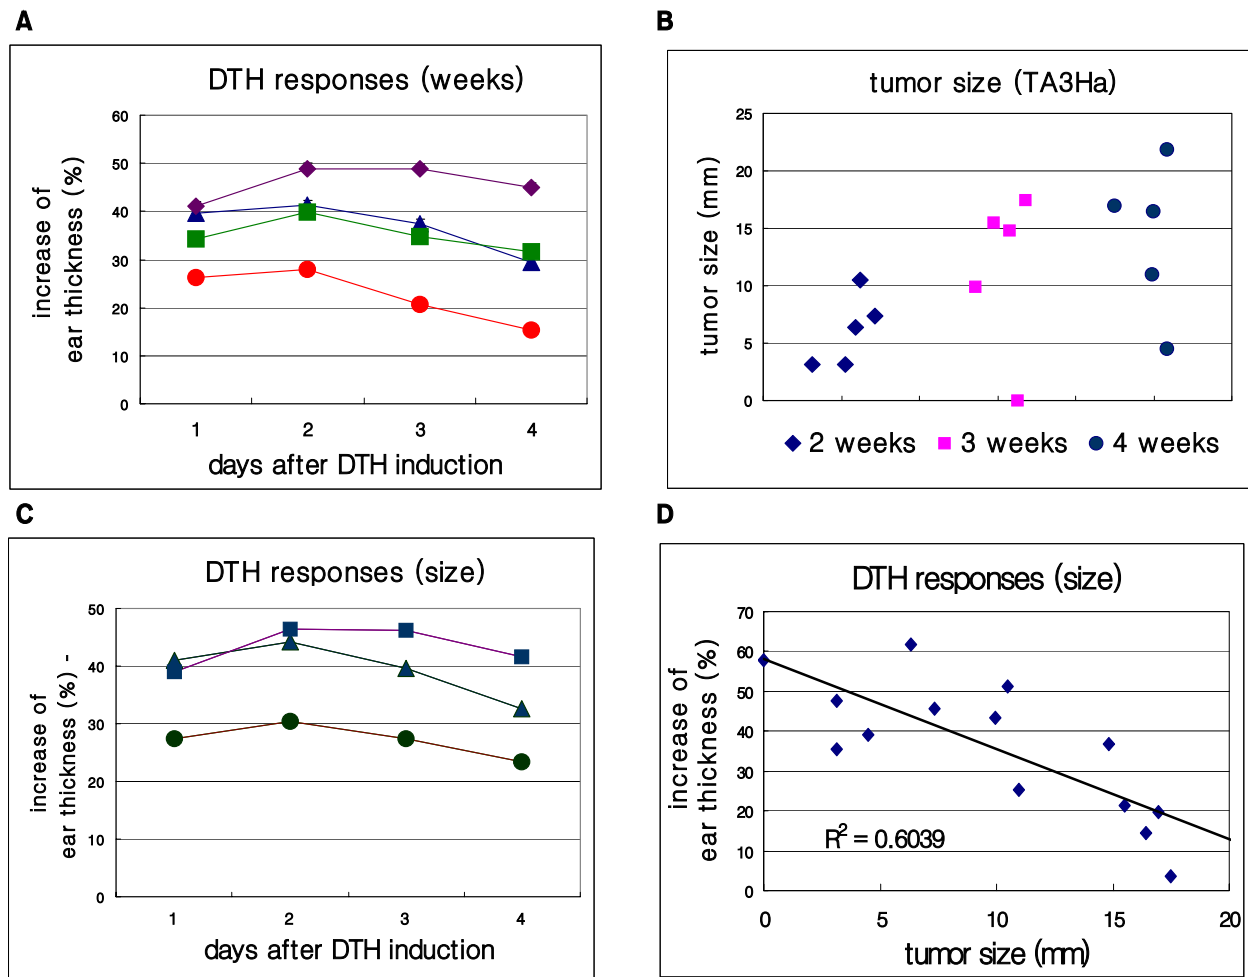 A
DTH responses (weeks)
increase of
ear thickness (%)
60
50
40
30
20
10
0
1 2 3 4
days after DTH induction
B
tumor size (TA3Ha)
tumor size (mm)
25
20
15
10
5
0
2 weeks 3 weeks 4 weeks
C
DTH responses (size)
increase of
ear thickness (%) -
50
40
30
20
10
0
1 2 3 4
days after DTH induction
D
DTH responses (size)
increase of
ear thickness (%)
70
60
50
40
30
20
10
0
R² = 0.6039
0 5 10 15 20
tumor size (mm)